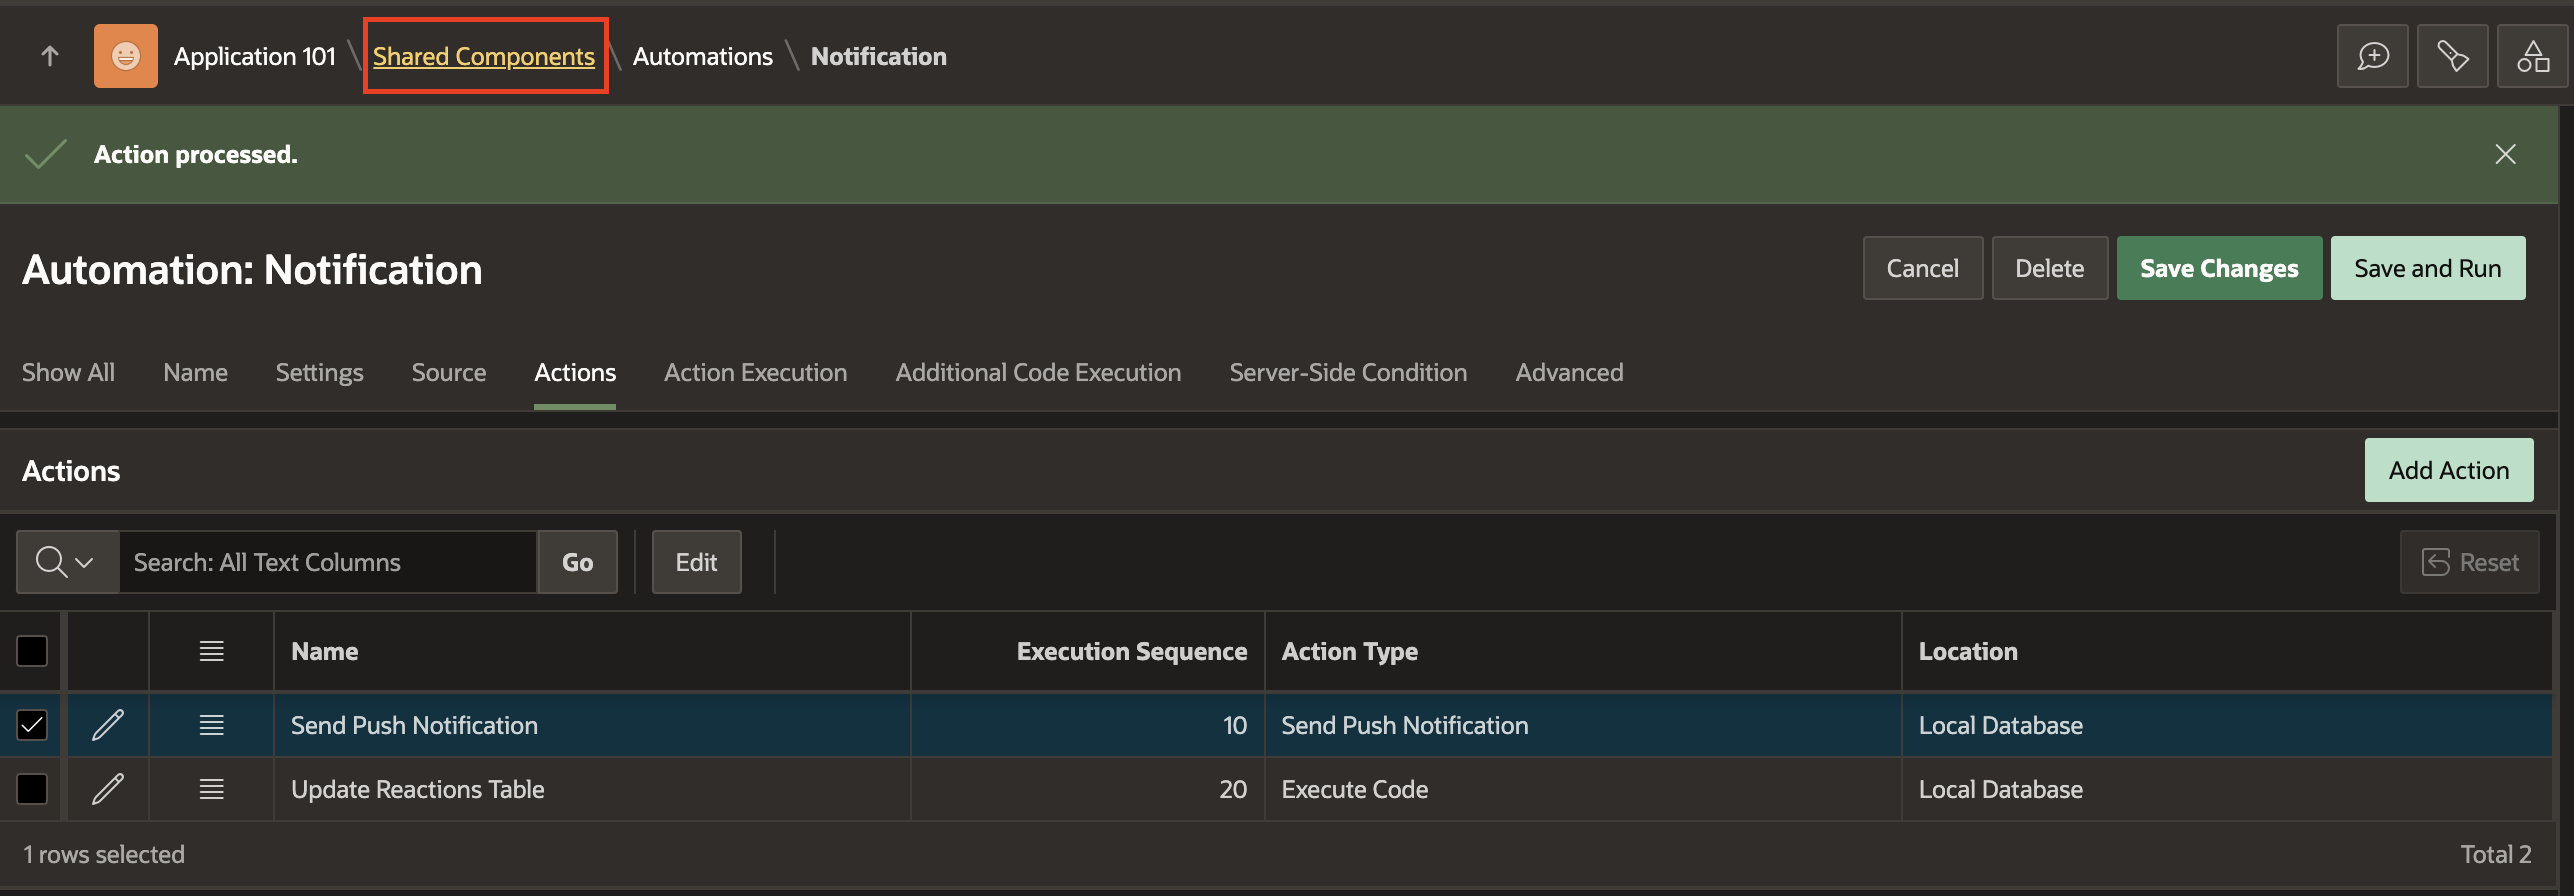 Application 101 \ Shared Components \ Automations \ Notification
Action processed.
Automation: Notification
Cancel Delete Save Changes Save and Run
Show All Name Settings Source Actions Action Execution Additional Code Execution Server-Side Condition Advanced
Actions
Add Action
Search: All Text Columns Go Edit Reset
Name Execution Sequence Action Type Location
Send Push Notification 10 Send Push Notification Local Database
Update Reactions Table 20 Execute Code Local Database
1 rows selected Total 2